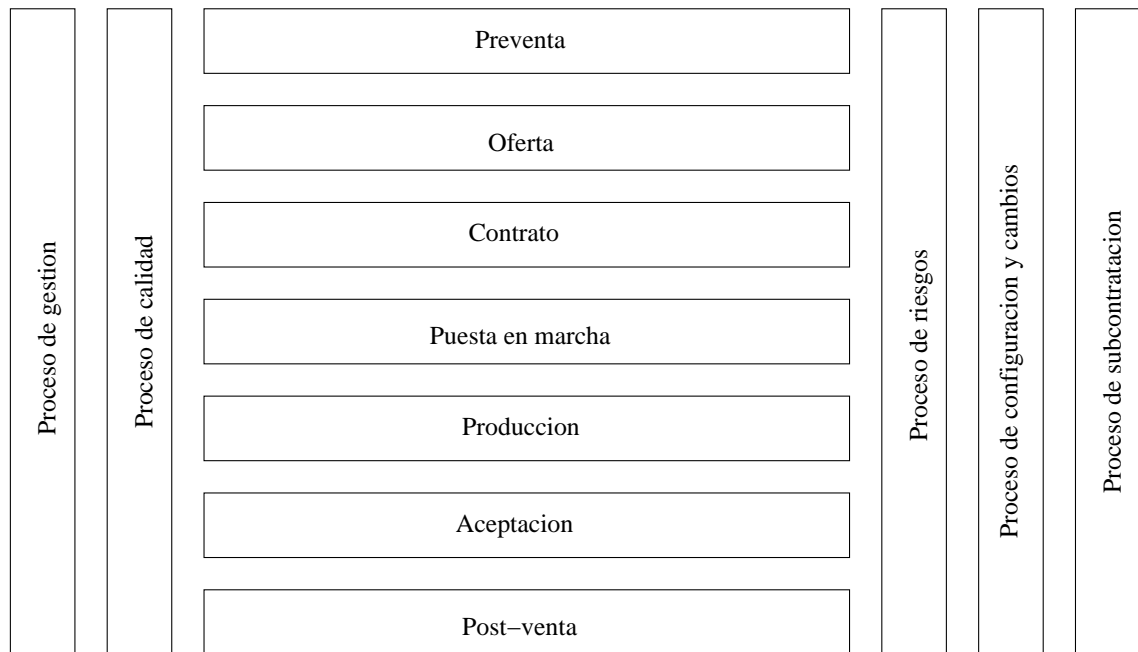 Proceso de gestion
Proceso de calidad
Preventa
Oferta
Contrato
Puesta en marcha
Produccion
Aceptacion
Post−venta
Proceso de riesgos
Proceso de configuracion y cambios
Proceso de subcontratacion